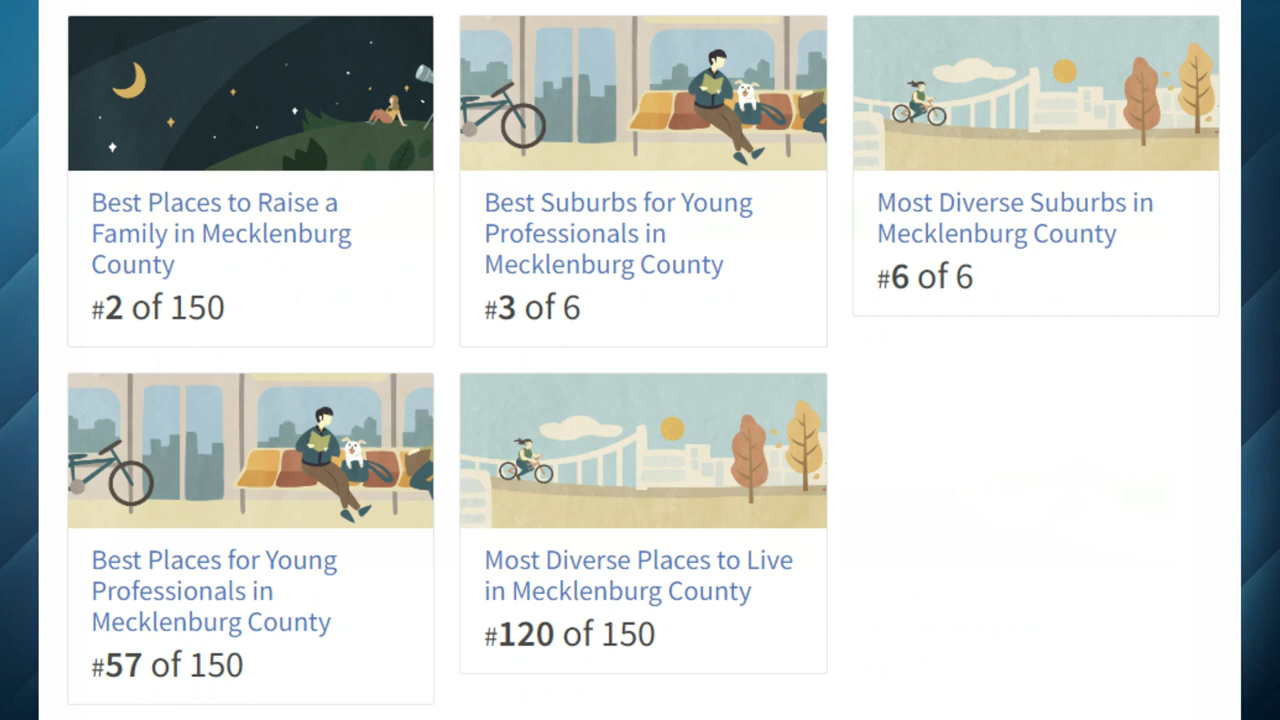 Best Places to Raise a
Family in Mecklenburg
County
#2 of 150
Best Suburbs for Young
Professionals in
Mecklenburg County
#3 of 6
Most Diverse Suburbs in
Mecklenburg County
#6 of 6
Best Places for Young
Professionals in
Mecklenburg County
#57 of 150
Most Diverse Places to Live
in Mecklenburg County
#120 of 150